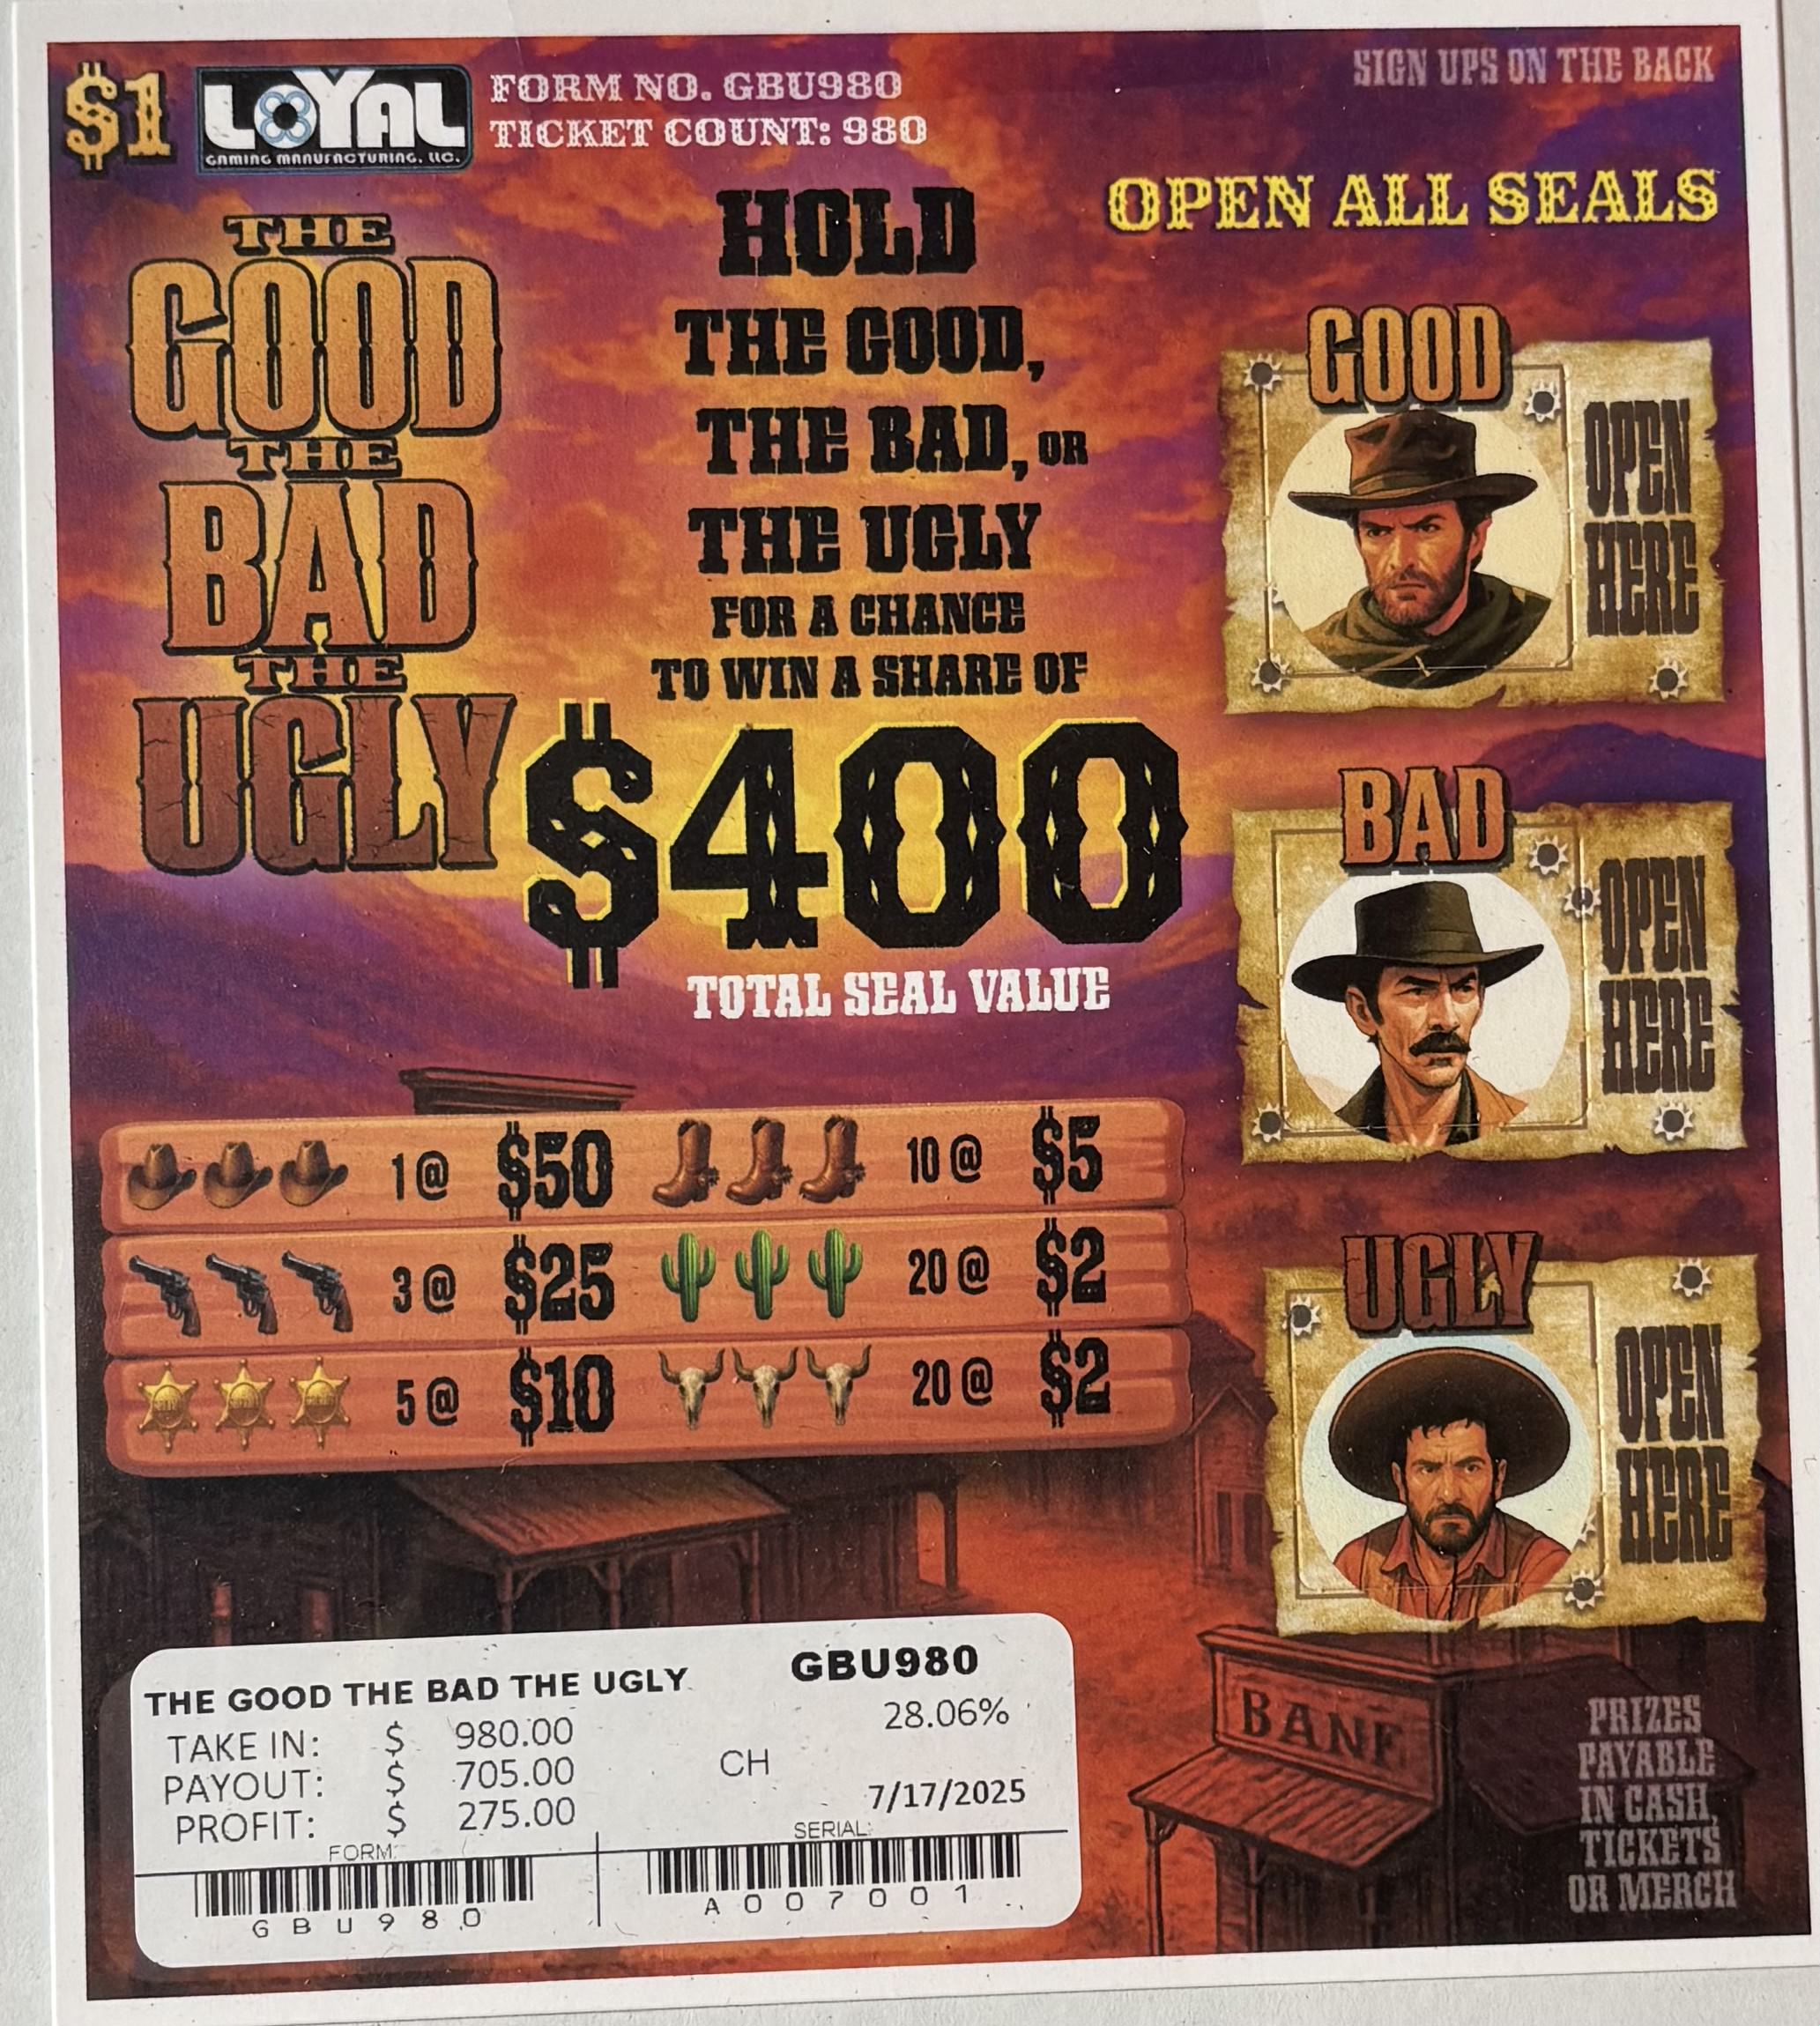 $1
LOYAL
GAMING MANUFACTURING, LLC.
FORM NO. GBU980
TICKET COUNT: 980
SIGN UPS ON THE BACK
OPEN ALL SEALS
THE
GOOD
THE
BAD
THE
UGLY
HOLD
THE GOOD,
THE BAD, OR
THE UGLY
FOR A CHANCE
TO WIN A SHARE OF
$400
TOTAL SEAL VALUE
GOOD
OPEN
HERE
BAD
OPEN
HERE
UGLY
OPEN
HERE
1@ $50 10@ $5
3@ $25 20@ $2
5@ $10 20@ $2
THE GOOD THE BAD THE UGLY GBU980
TAKE IN: $ 980.00 28.06%
PAYOUT: $ 705.00 CH
PROFIT: $ 275.00 7/17/2025
FORM: SERIAL:
GBU980 A007001
PRIZES
PAYABLE
IN CASH,
TICKETS
OR MERCH